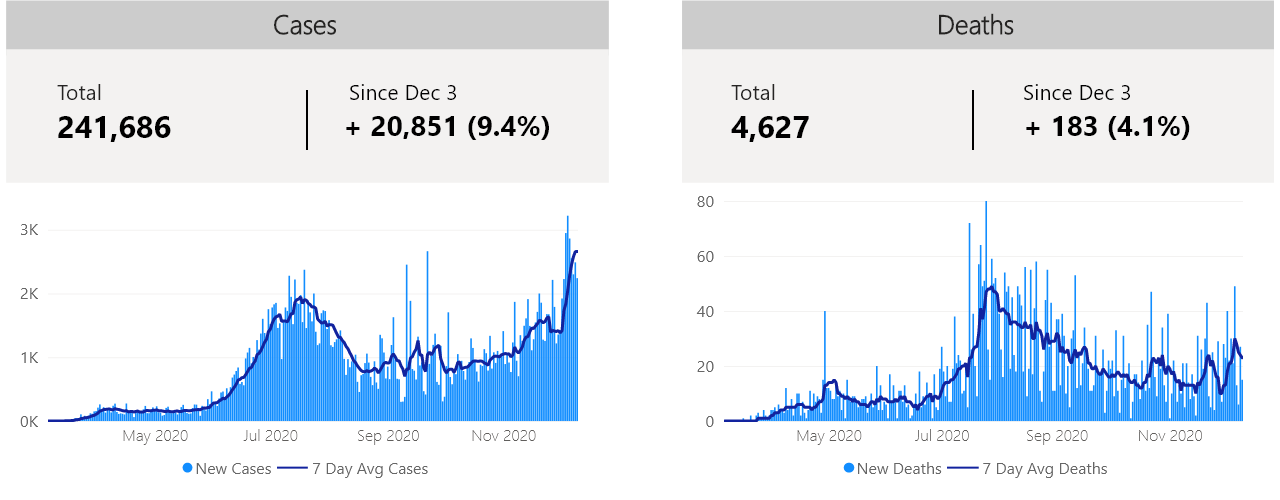 Cases
Total
Since Dec 3
241,686
+ 20,851 (9.4%)
3K
2K
1K
0K
May 2020
Jul 2020
Sep 2020
Nov 2020
New Cases
7 Day Avg Cases
Deaths
Total
Since Dec 3
4,627
+ 183 (4.1%)
80
60
40
20
0
May 2020
Jul 2020
Sep 2020
Nov 2020
New Deaths
7 Day Avg Deaths